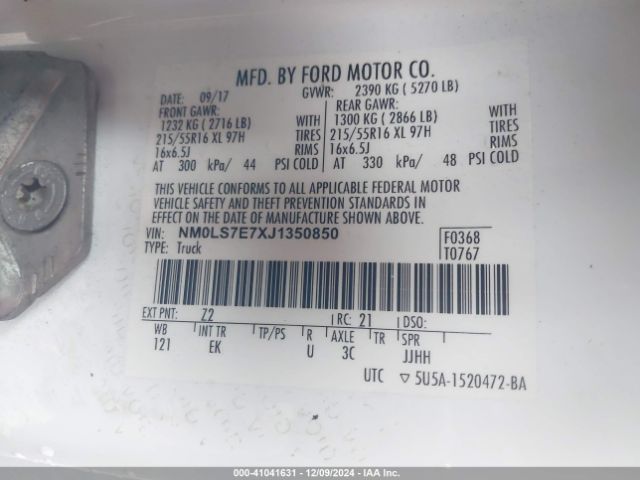 MFD. BY FORD MOTOR CO.
DATE: 09/17 GVWR: 2390 KG ( 5270 LB)
FRONT GAWR: REAR GAWR:
1232 KG ( 2716 LB) WITH 1300 KG ( 2866 LB) WITH
215/55R16 XL 97H TIRES 215/55R16 XL 97H TIRES
16x6.5J RIMS 16x6.5J RIMS
AT 300 kPa/ 44 PSI COLD AT 330 kPa/ 48 PSI COLD
THIS VEHICLE CONFORMS TO ALL APPLICABLE FEDERAL MOTOR
VEHICLE SAFETY AND THEFT PREVENTION STANDARDS IN
EFFECT ON THE DATE OF MANUFACTURE SHOWN ABOVE.
VIN: NM0LS7E7XJ1350850 F0368
TYPE: Truck T0767
EXT PNT: Z2 RC: 21 DSO:
WB INT TR TP/PS R AXLE TR SPR
121 EK U 3C JJHH
UTC ▽ 5U5A-1520472-BA
000-41041631 - 12/09/2024 - IAA Inc.